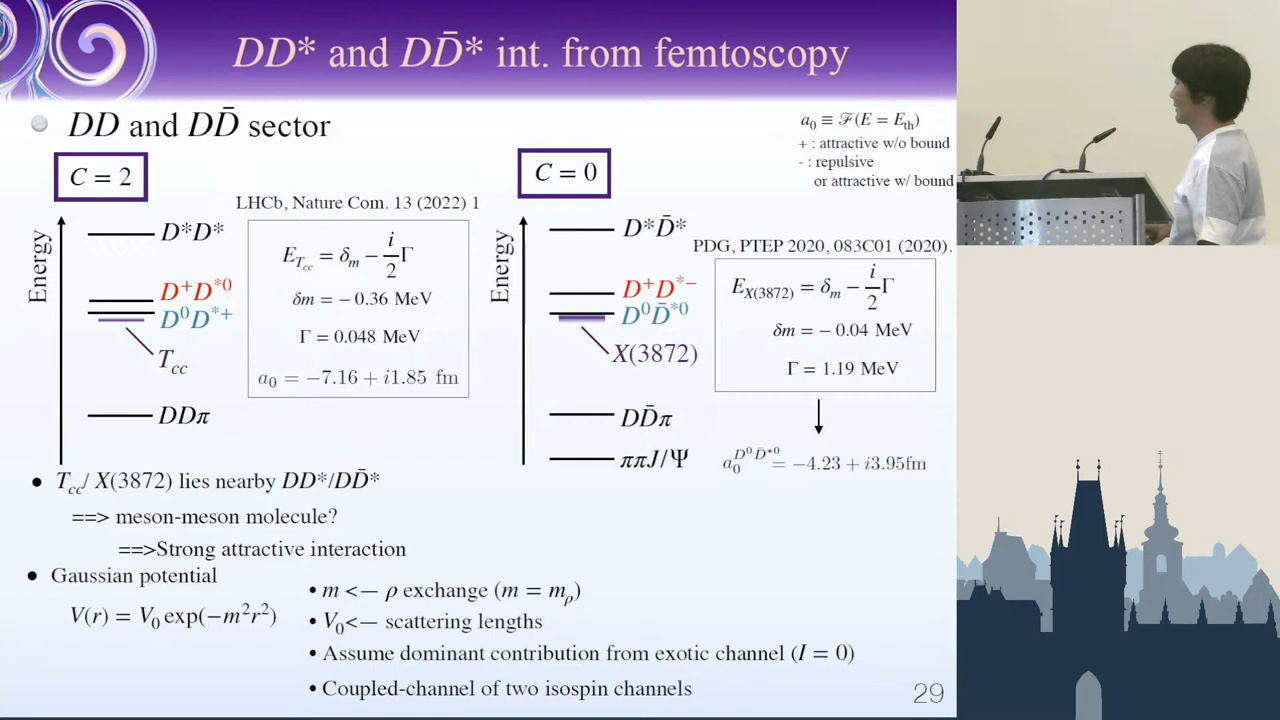 DD* and DD̄* int. from femtoscopy
DD and DD̄ sector
a₀ ≡ ℱ(E = E_th)
+ : attractive w/o bound
- : repulsive
or attractive w/ bound
C = 2
LHCb, Nature Com. 13 (2022) 1
Energy
D*D*
D⁺D*⁰
D⁰D*⁺
T_cc
DDπ
E_Tcc = δ_m − i/2 Γ
δm = − 0.36 MeV
Γ = 0.048 MeV
a₀ = −7.16 + i1.85 fm
C = 0
PDG, PTEP 2020, 083C01 (2020).
Energy
D*D̄*
D⁺D*⁻
D⁰D̄*⁰
X(3872)
DD̄π
ππJ/Ψ
E_X(3872) = δ_m − i/2 Γ
δm = − 0.04 MeV
Γ = 1.19 MeV
a₀^D⁰D̄*⁰ = −4.23 + i3.95fm
• T_cc/ X(3872) lies nearby DD*/DD̄*
==> meson-meson molecule?
==>Strong attractive interaction
• Gaussian potential
V(r) = V₀ exp(−m²r²)
• m <— ρ exchange (m = m_ρ)
• V₀<— scattering lengths
• Assume dominant contribution from exotic channel (I = 0)
• Coupled-channel of two isospin channels
29